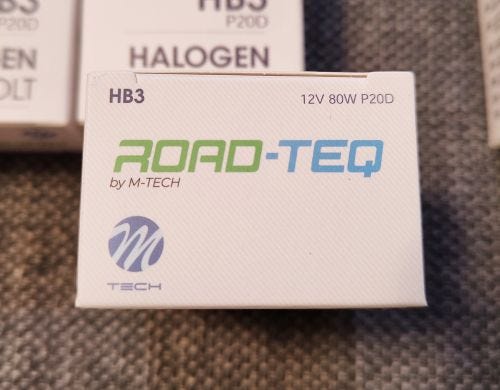 HB3
P20D
HALOGEN
HB3 12V 80W P20D
ROAD-TEQ
by M-TECH
M
TECH